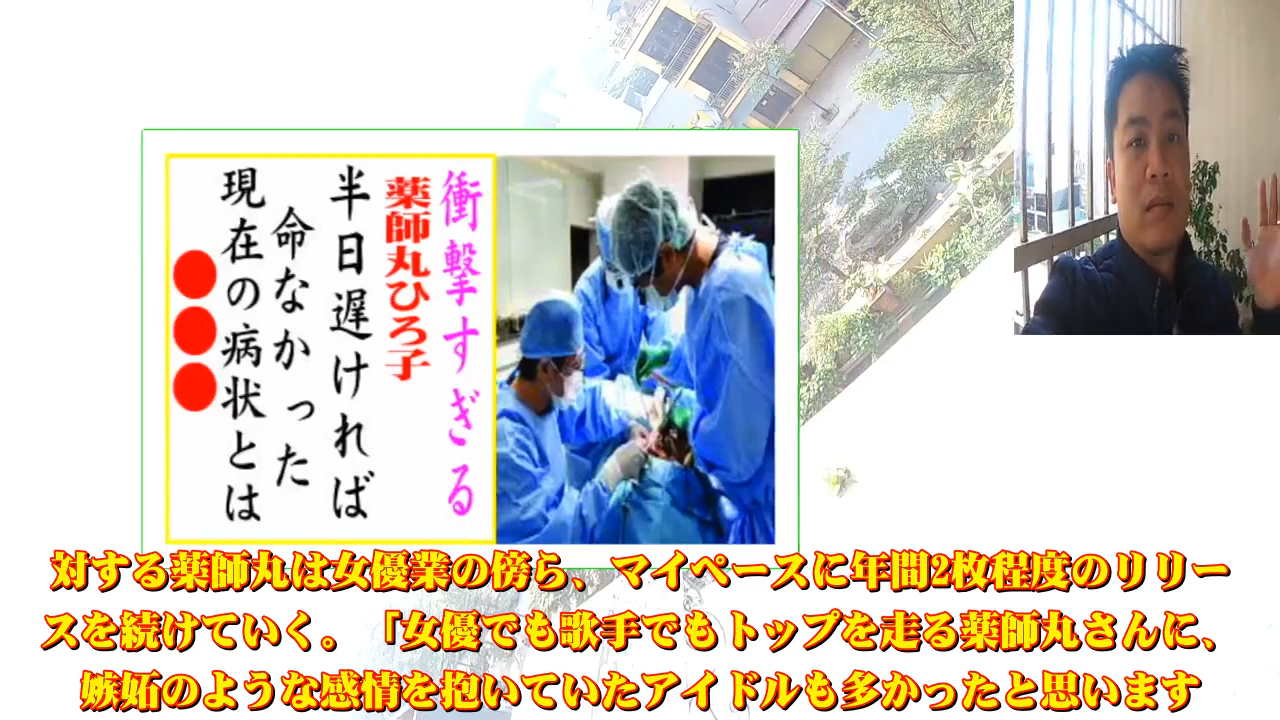 衝撃すぎる
薬師丸ひろ子
半日遅ければ
命なかった
現在の病状とは
●●●
対する薬師丸は女優業の傍ら、マイペースに年間2枚程度のリリー
スを続けていく。「女優でも歌手でもトップを走る薬師丸さんに、
嫉妬のような感情を抱いていたアイドルも多かったと思います